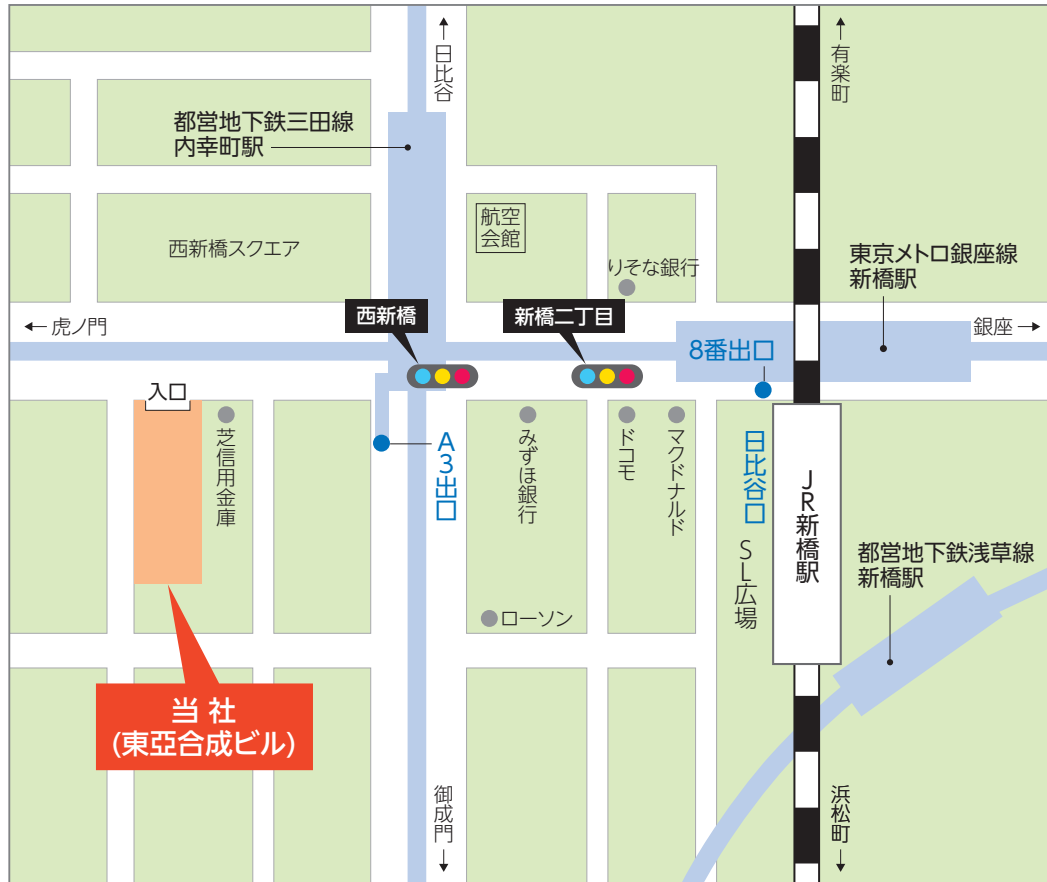 ↑
日比谷
↑
有楽町
都営地下鉄三田線
内幸町駅
航空
会館
西新橋スクエア
りそな銀行
東京メトロ銀座線
新橋駅
西新橋
新橋二丁目
← 虎ノ門
銀座 →
8番出口
入口
芝信用金庫
A3出口
みずほ銀行
ドコモ
マクドナルド
日比谷口
SL広場
JR新橋駅
都営地下鉄浅草線
新橋駅
ローソン
当社
(東亞合成ビル)
御成門
↓
浜松町
↓